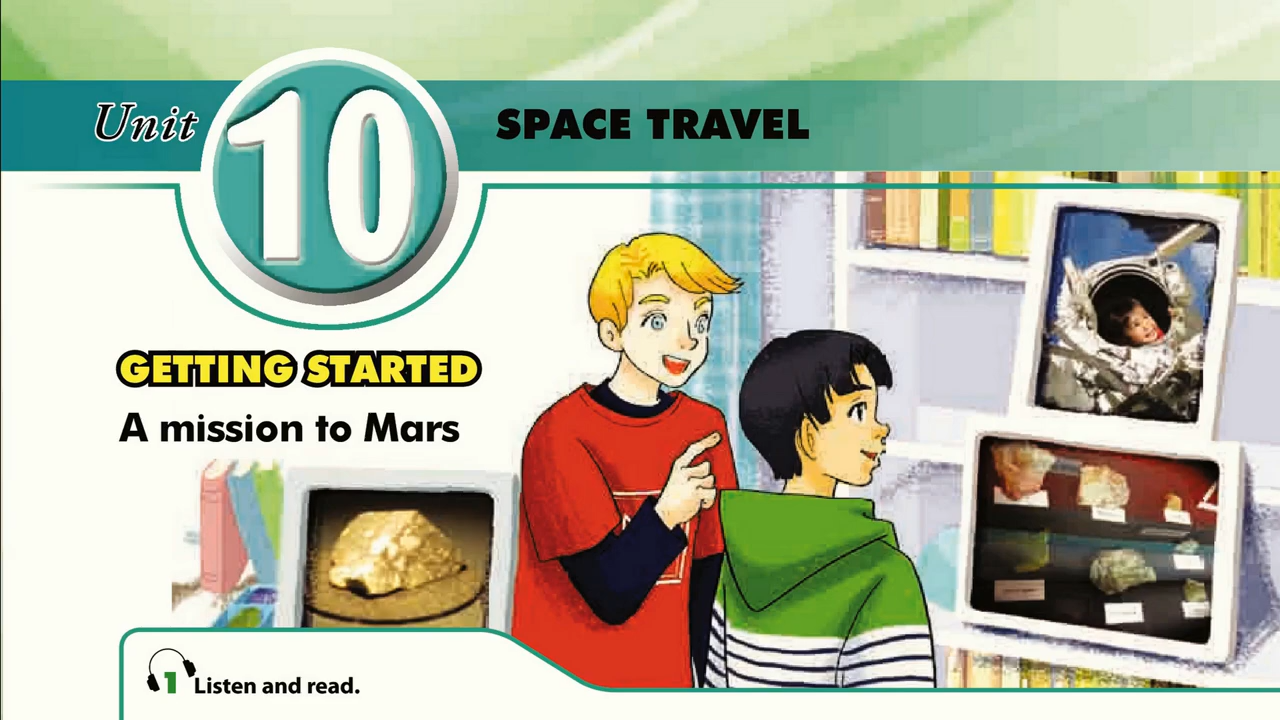 Unit 10 SPACE TRAVEL
GETTING STARTED
A mission to Mars
1 Listen and read.